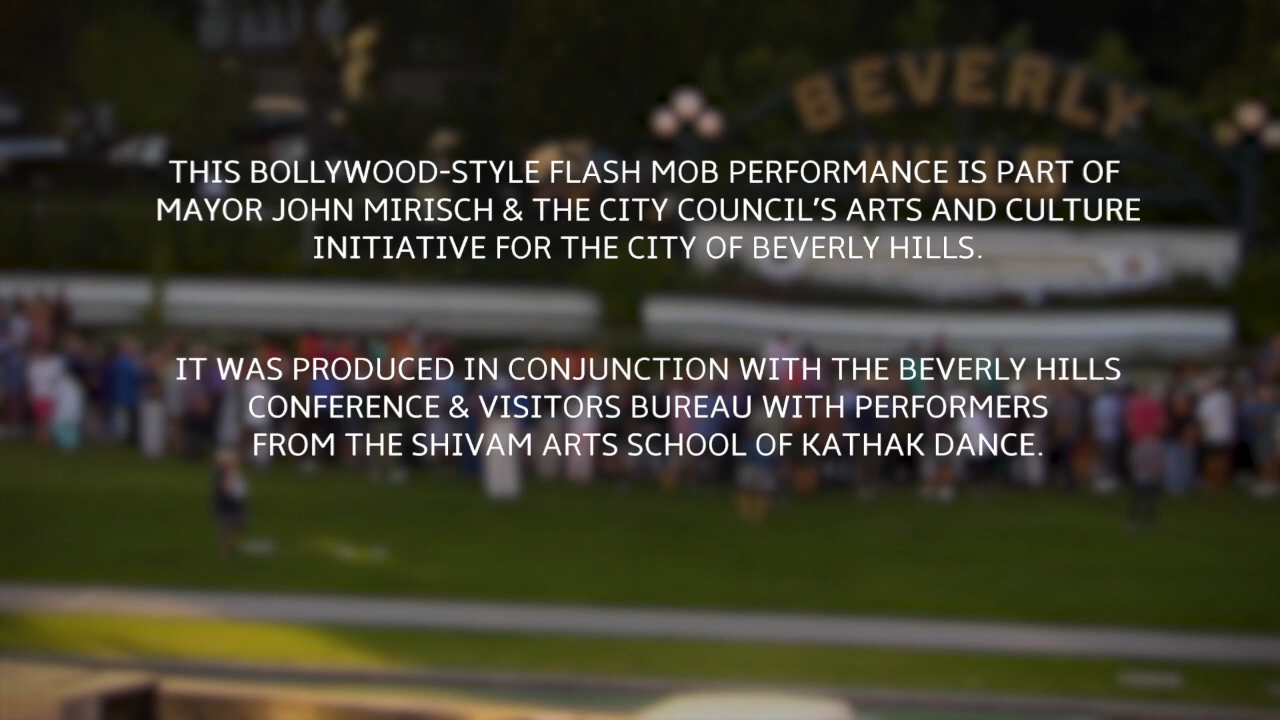 BEVERLY
HILLS
THIS BOLLYWOOD-STYLE FLASH MOB PERFORMANCE IS PART OF
MAYOR JOHN MIRISCH & THE CITY COUNCIL'S ARTS AND CULTURE
INITIATIVE FOR THE CITY OF BEVERLY HILLS.
IT WAS PRODUCED IN CONJUNCTION WITH THE BEVERLY HILLS
CONFERENCE & VISITORS BUREAU WITH PERFORMERS
FROM THE SHIVAM ARTS SCHOOL OF KATHAK DANCE.